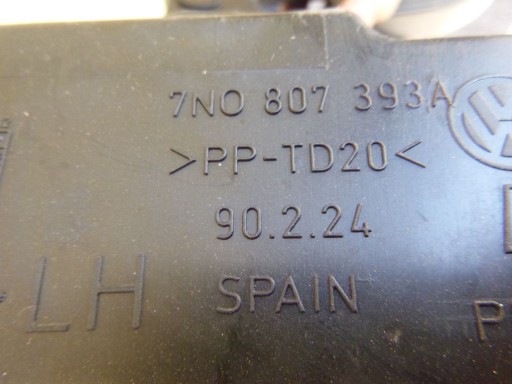 7N0 807 393A
>PP-TD20<
90.2.24
LH SPAIN
P